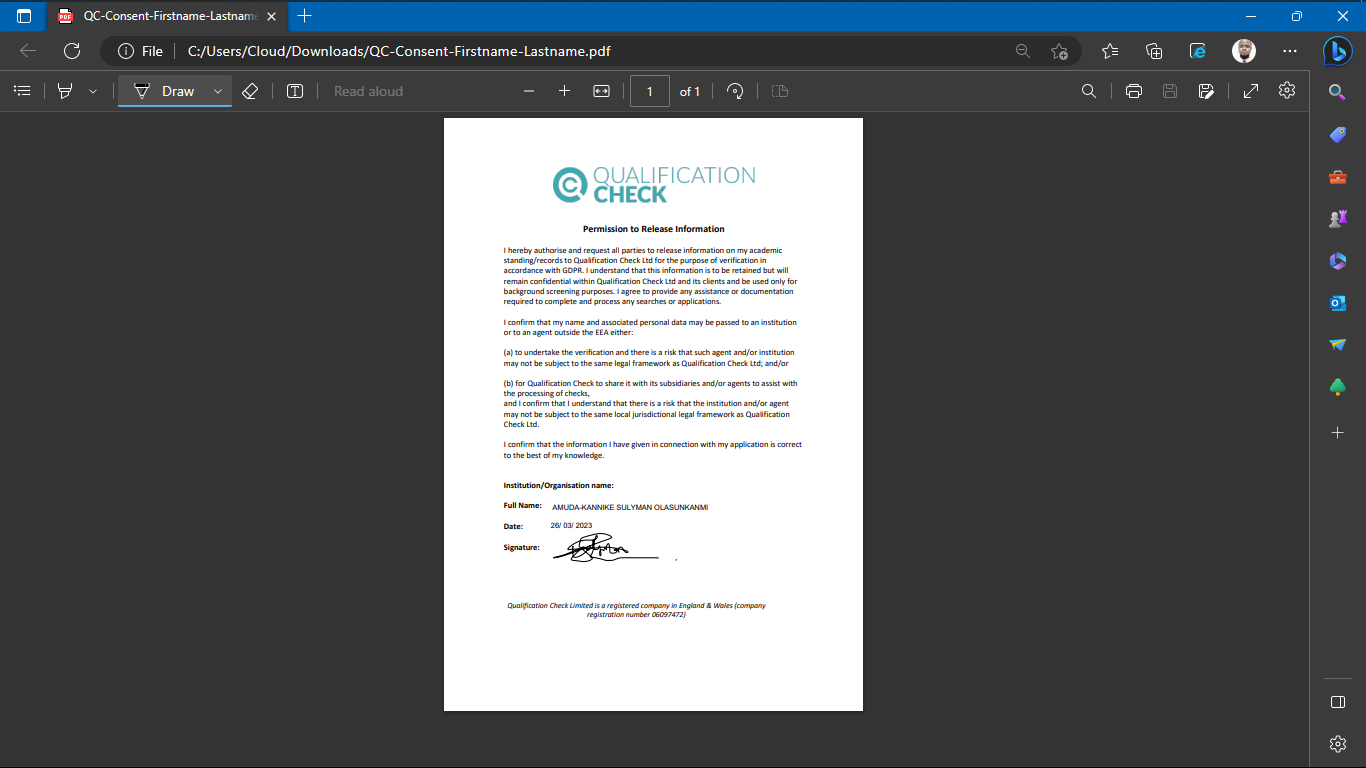 QC-Consent-Firstname-Lastname
File
C:/Users/Cloud/Downloads/QC-Consent-Firstname-Lastname.pdf
Draw
Read aloud
1 of 1
QUALIFICATION
CHECK
Permission to Release Information
I hereby authorise and request all parties to release information on my academic
standing/records to Qualification Check Ltd for the purpose of verification in
accordance with GDPR. I understand that this information is to be retained but will
remain confidential within Qualification Check Ltd and its clients and be used only for
background screening purposes. I agree to provide any assistance or documentation
required to complete and process any searches or applications.
I confirm that my name and associated personal data may be passed to an institution
or to an agent outside the EEA either:
(a) to undertake the verification and there is a risk that such agent and/or institution
may not be subject to the same legal framework as Qualification Check Ltd; and/or
(b) for Qualification Check to share it with its subsidiaries and/or agents to assist with
the processing of checks,
and I confirm that I understand that there is a risk that the institution and/or agent
may not be subject to the same local jurisdictional legal framework as Qualification
Check Ltd.
I confirm that the information I have given in connection with my application is correct
to the best of my knowledge.
Institution/Organisation name:
Full Name: AMUDA-KANNIKE SULYMAN OLASUNKANMI
Date: 26/ 03/ 2023
Signature:
Qualification Check Limited is a registered company in England & Wales (company
registration number 06097472)